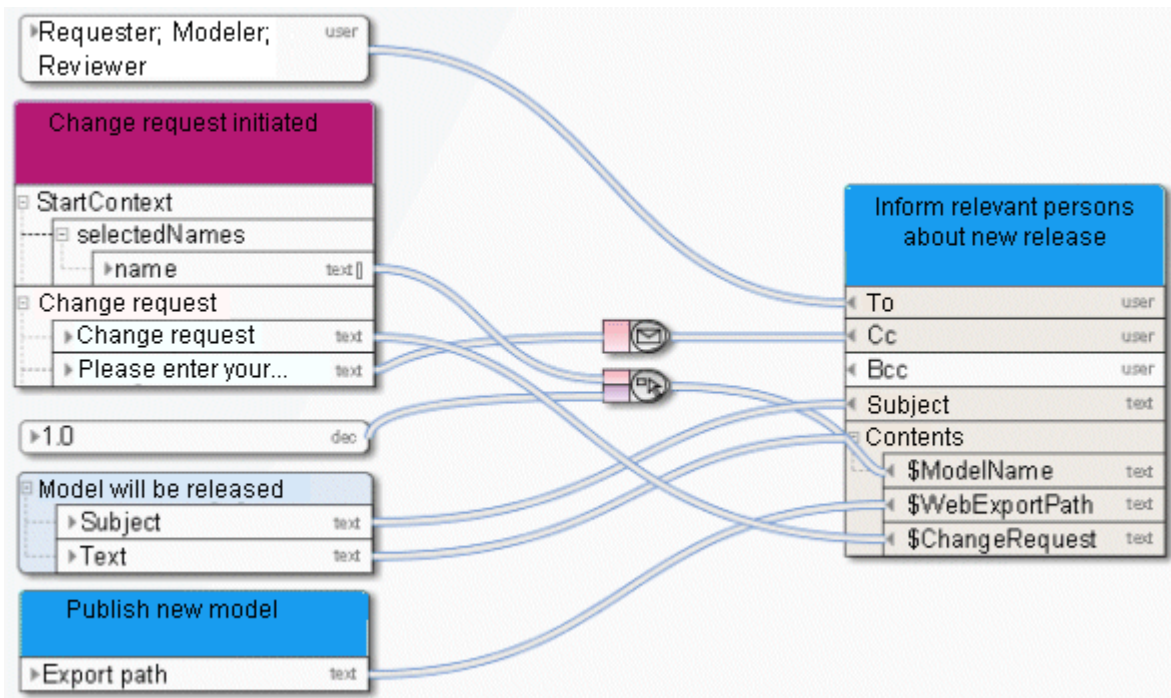 Requester; Modeler; user
Reviewer
Change request initiated
StartContext
selectedNames
name text[]
Change request
Change request text
Please enter your... text
1.0 dec
Model will be released
Subject text
Text text
Publish new model
Export path text
Inform relevant persons
about new release
To user
Cc user
Bcc user
Subject text
Contents
$ModelName text
$WebExportPath text
$ChangeRequest text